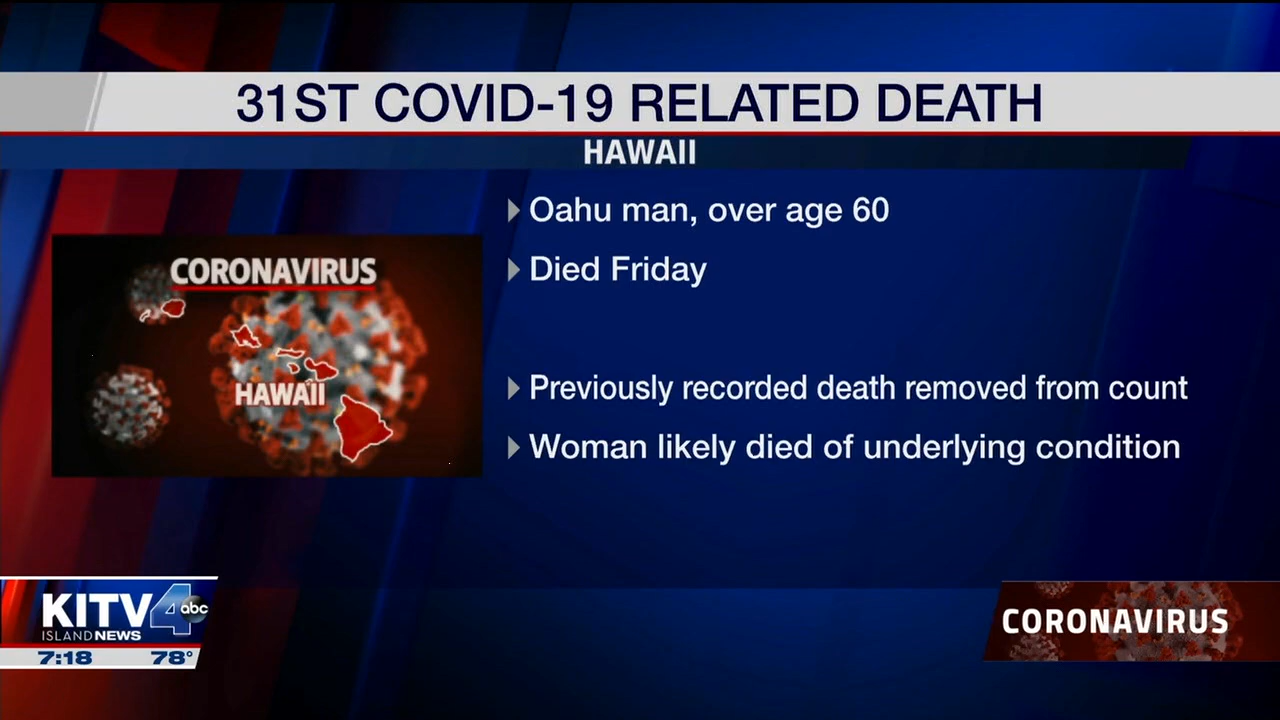 31ST COVID-19 RELATED DEATH
HAWAII
Oahu man, over age 60
Died Friday
Previously recorded death removed from count
Woman likely died of underlying condition
CORONAVIRUS
HAWAII
KITV4 abc
ISLAND NEWS
7:18 78°
CORONAVIRUS